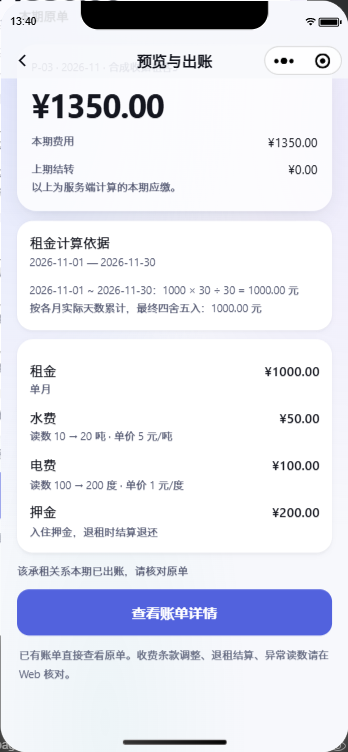 13:40
本期原单
预览与出账
P-03 · 2026-11 · 合
¥1350.00
本期费用 ¥1350.00
上期结转 ¥0.00
以上为服务端计算的本期应缴。
租金计算依据
2026-11-01 — 2026-11-30
2026-11-01 ~ 2026-11-30：1000 × 30 ÷ 30 = 1000.00 元
按各月实际天数累计，最终四舍五入：1000.00 元
租金 ¥1000.00
单月
水费 ¥50.00
读数 10 → 20 吨 · 单价 5 元/吨
电费 ¥100.00
读数 100 → 200 度 · 单价 1 元/度
押金 ¥200.00
入住押金，退租时结算退还
该承租关系本期已出账，请核对原单
查看账单详情
已有账单直接查看原单。收费条款调整、退租结算、异常读数请在
Web 核对。